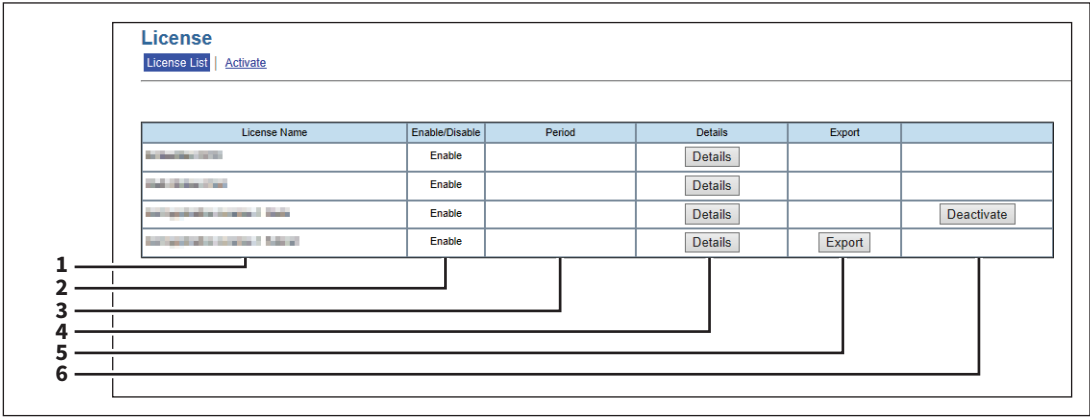 License
License List | Activate
License Name Enable/Disable Period Details Export
Enable Details
Enable Details
Enable Details Deactivate
Enable Details Export
1
2
3
4
5
6